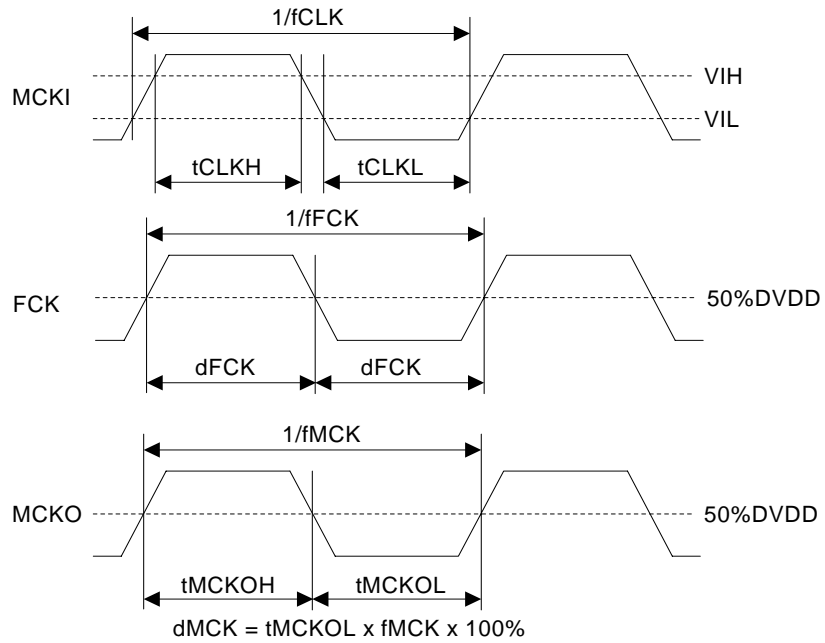 1/fCLK
MCKI
VIH
VIL
tCLKH
tCLKL
1/fFCK
FCK
50%DVDD
dFCK
dFCK
1/fMCK
MCKO
50%DVDD
tMCKOH
tMCKOL
dMCK = tMCKOL x fMCK x 100%